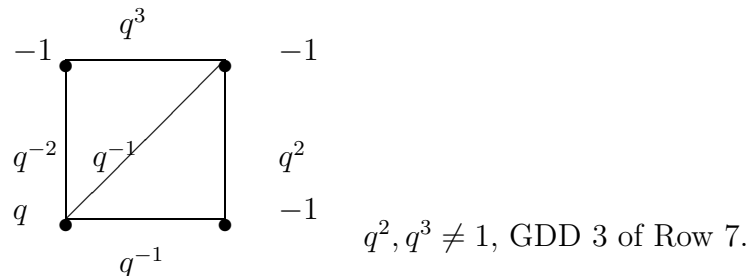 q^3
-1 -1
q^{-2} q^{-1} q^2
q -1
q^2, q^3 ≠ 1, GDD 3 of Row 7.
q^{-1}